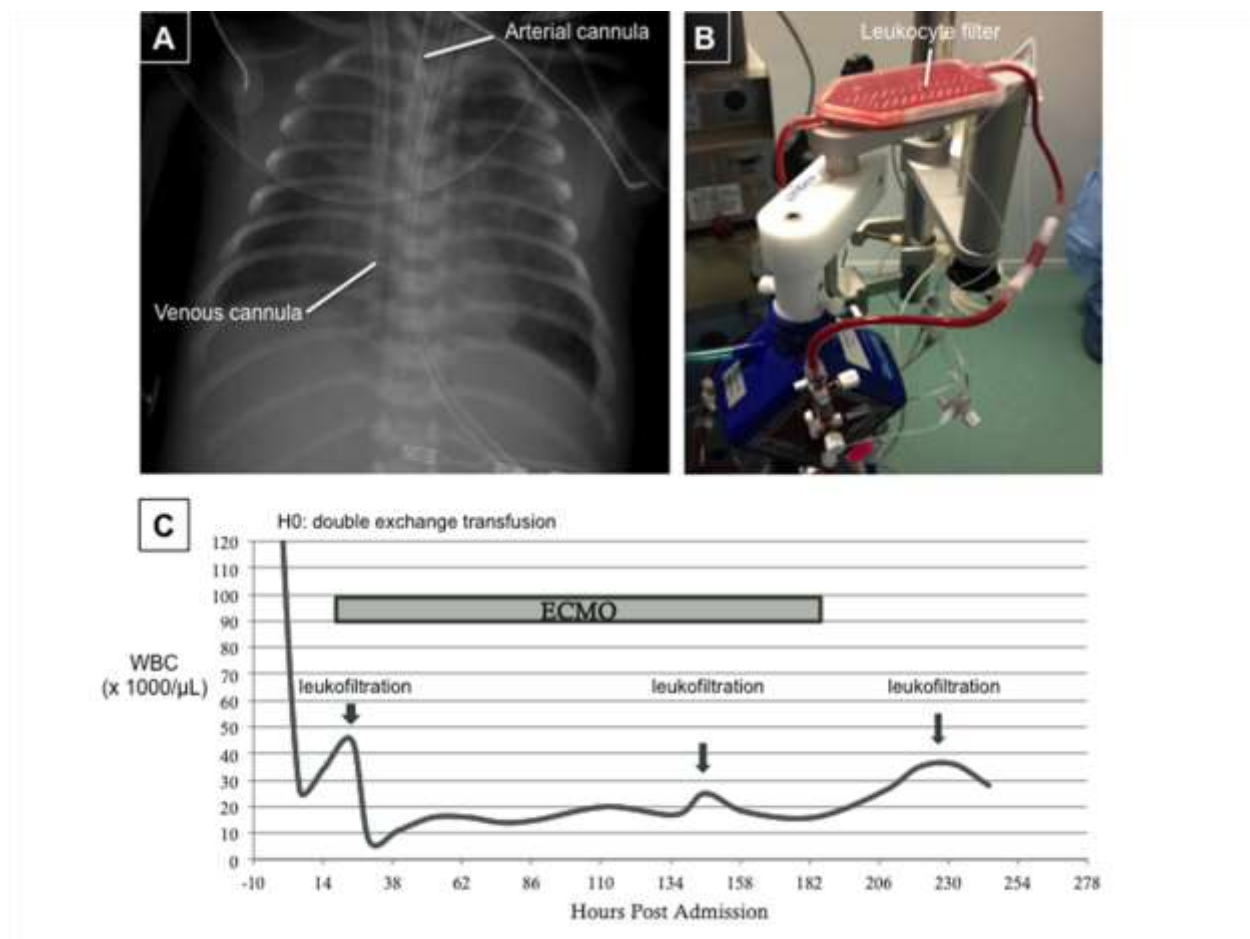 A
Arterial cannula
Venous cannula
B
Leukocyte filter
C
H0: double exchange transfusion
120
110
100
90
80
70
60
50
40
30
20
10
0
ECMO
WBC
(x 1000/µL)
leukofiltration
leukofiltration
leukofiltration
-10 14 38 62 86 110 134 158 182 206 230 254 278
Hours Post Admission